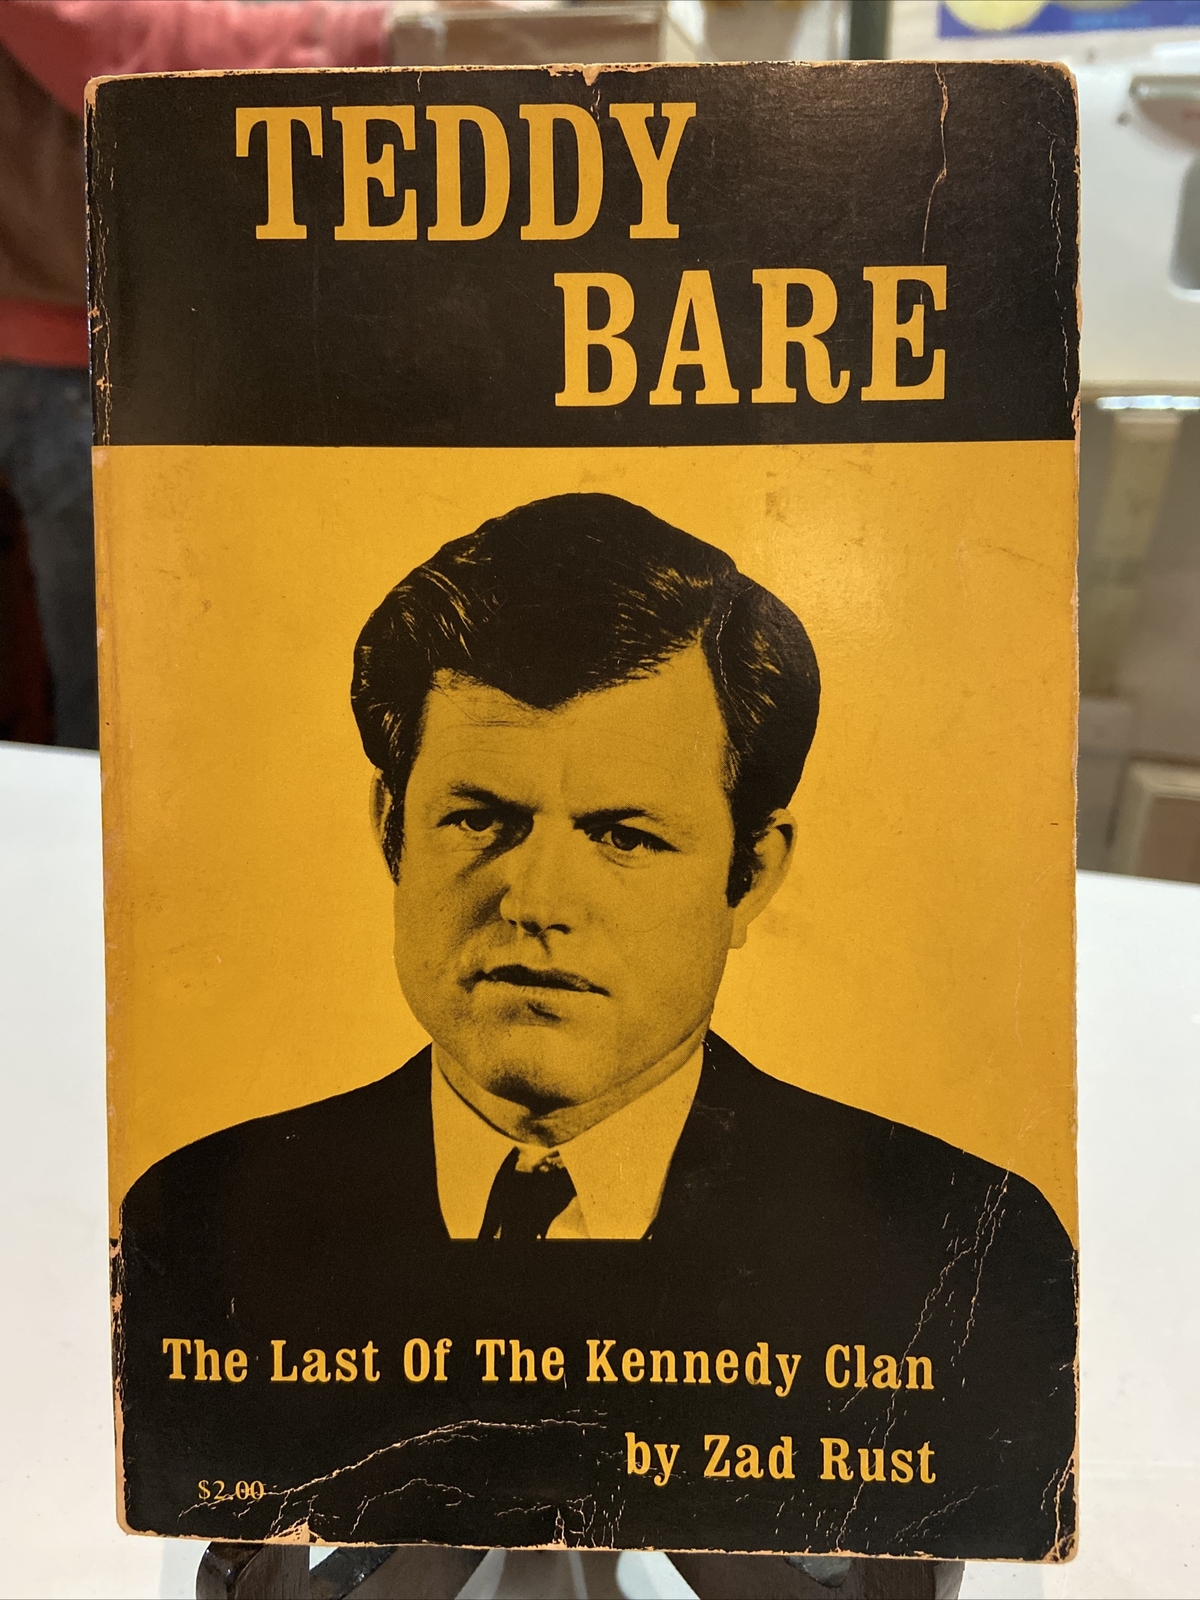 TEDDY
BARE
The Last Of The Kennedy Clan
by Zad Rust
$2.00